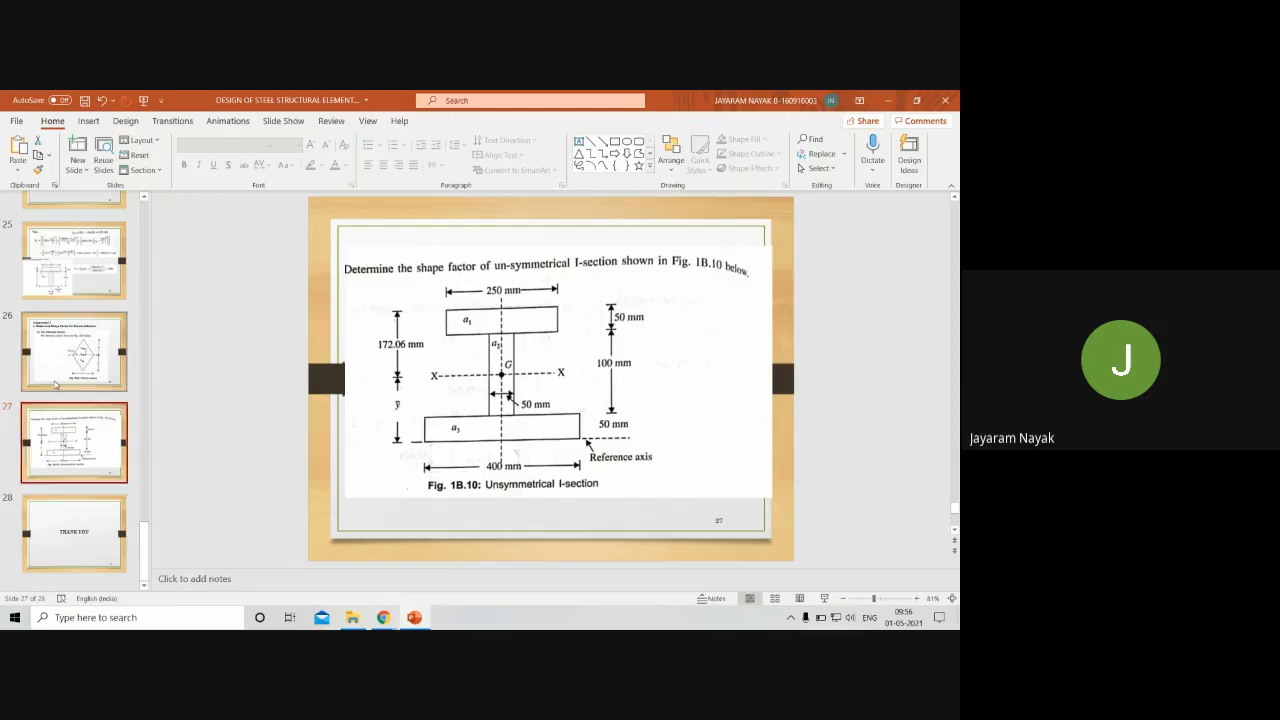 AutoSave Off
DESIGN OF STEEL STRUCTURAL ELEMENT...
Search
JAYARAM NAYAK B-160918003
JN
File Home Insert Design Transitions Animations Slide Show Review View Help
Share Comments
Paste
New Slide
Reuse Slides
Layout
Reset
Section
Text Direction
Align Text
Convert to SmartArt
Arrange
Quick Styles
Shape Fill
Shape Outline
Shape Effects
Find
Replace
Select
Dictate
Design Ideas
Clipboard Slides Font Paragraph Drawing Editing Voice Designer
25
26
27
28
THANK YOU
Determine the shape factor of un-symmetrical I-section shown in Fig. 1B.10 below.
250 mm
a₁
50 mm
172.06 mm
a₂
100 mm
G
X X
ȳ
50 mm
a₃
50 mm
Reference axis
400 mm
Fig. 1B.10: Unsymmetrical I-section
27
Click to add notes
Slide 27 of 28 English (India) Notes 81%
Type here to search
ENG
09:56
01-05-2021
J
Jayaram Nayak